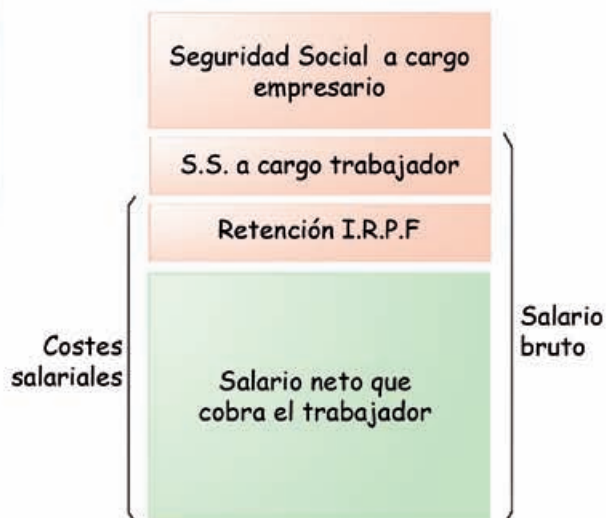 Seguridad Social a cargo
empresario
S.S. a cargo trabajador
Retención I.R.P.F
Costes
salariales
Salario neto que
cobra el trabajador
Salario
bruto